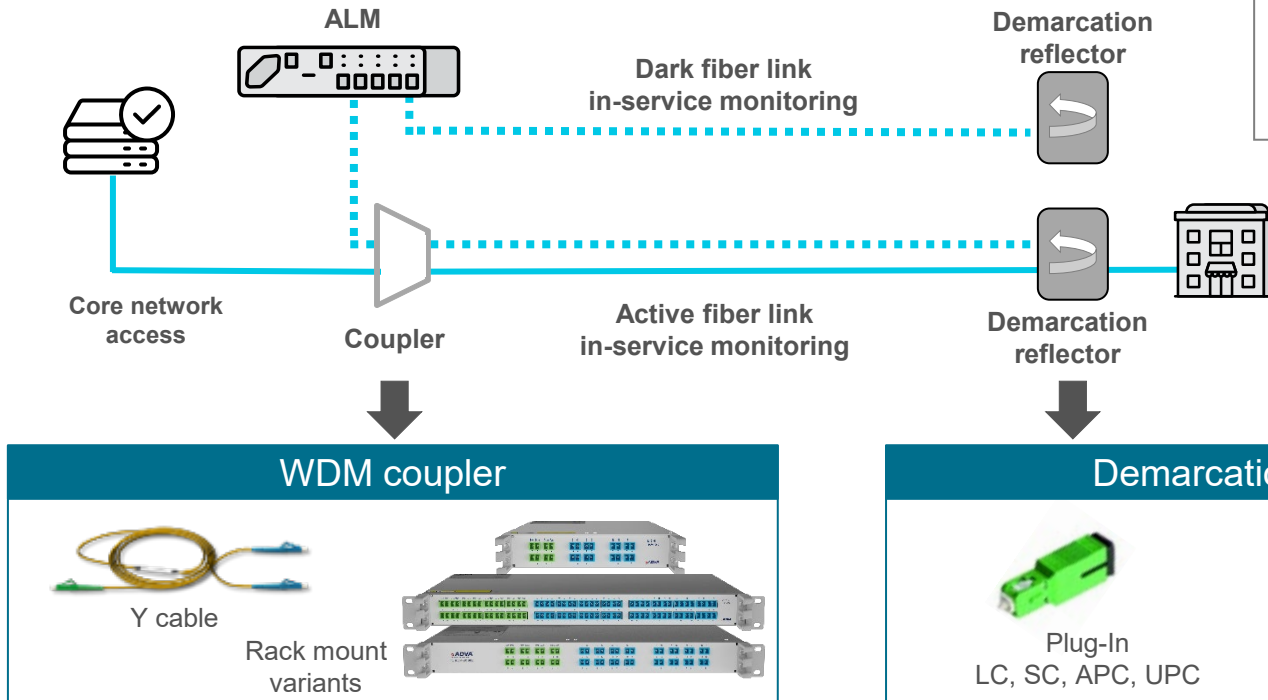 ALM
Demarcation
reflector
Dark fiber link
in-service monitoring
Core network
access
Coupler
Active fiber link
in-service monitoring
Demarcation
reflector
WDM coupler
Demarcatio
Y cable
Rack mount
variants
ADVA
Plug-In
LC, SC, APC, UPC